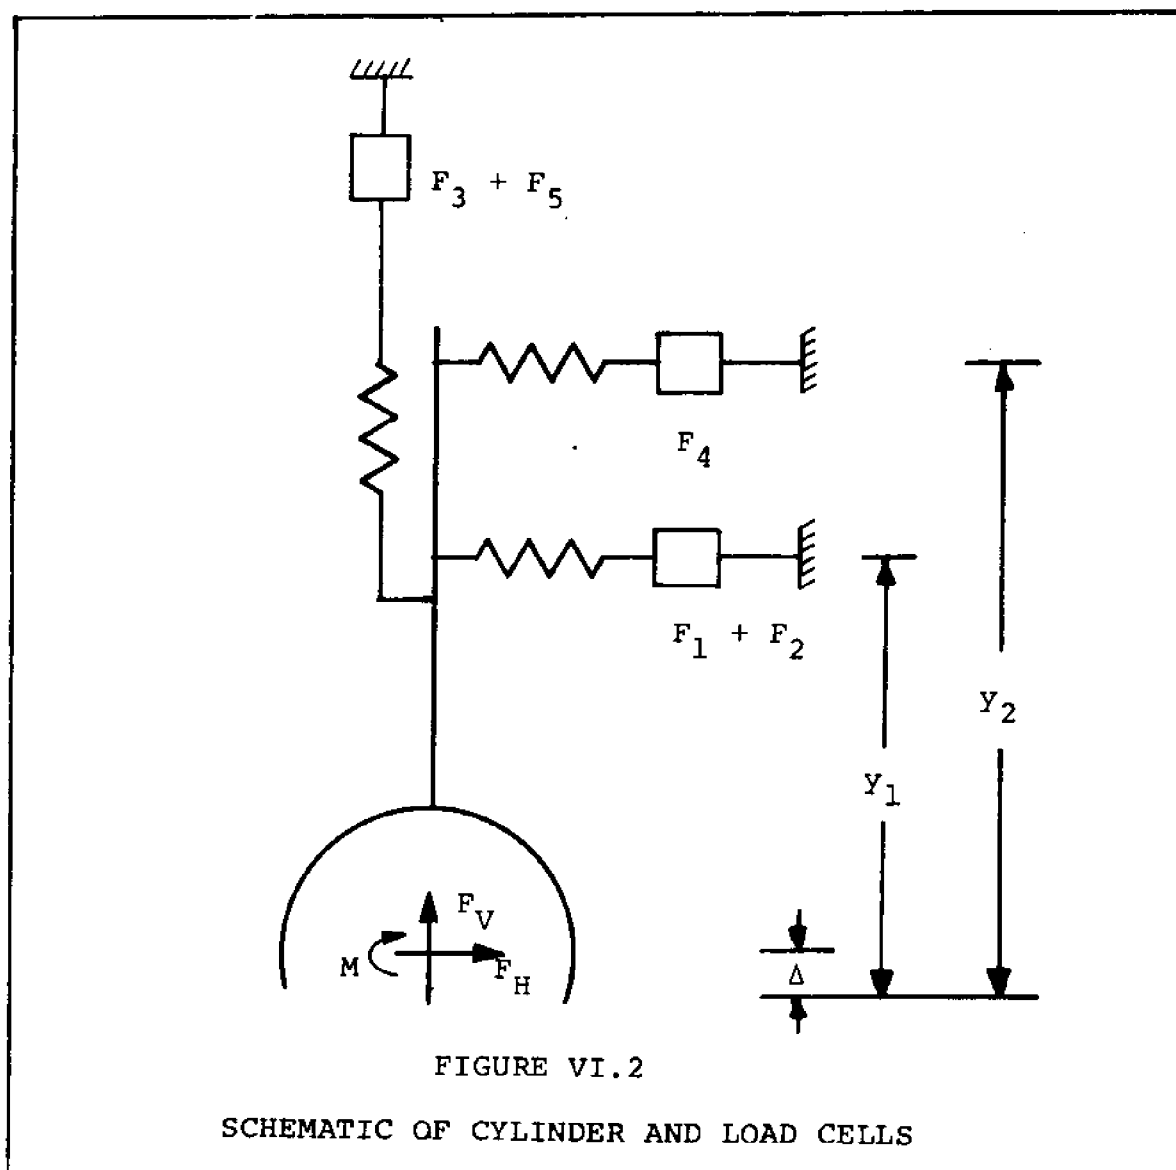 F3 + F5
F4
F1 + F2
y2
y1
FV
M
FH
Δ
FIGURE VI.2
SCHEMATIC OF CYLINDER AND LOAD CELLS